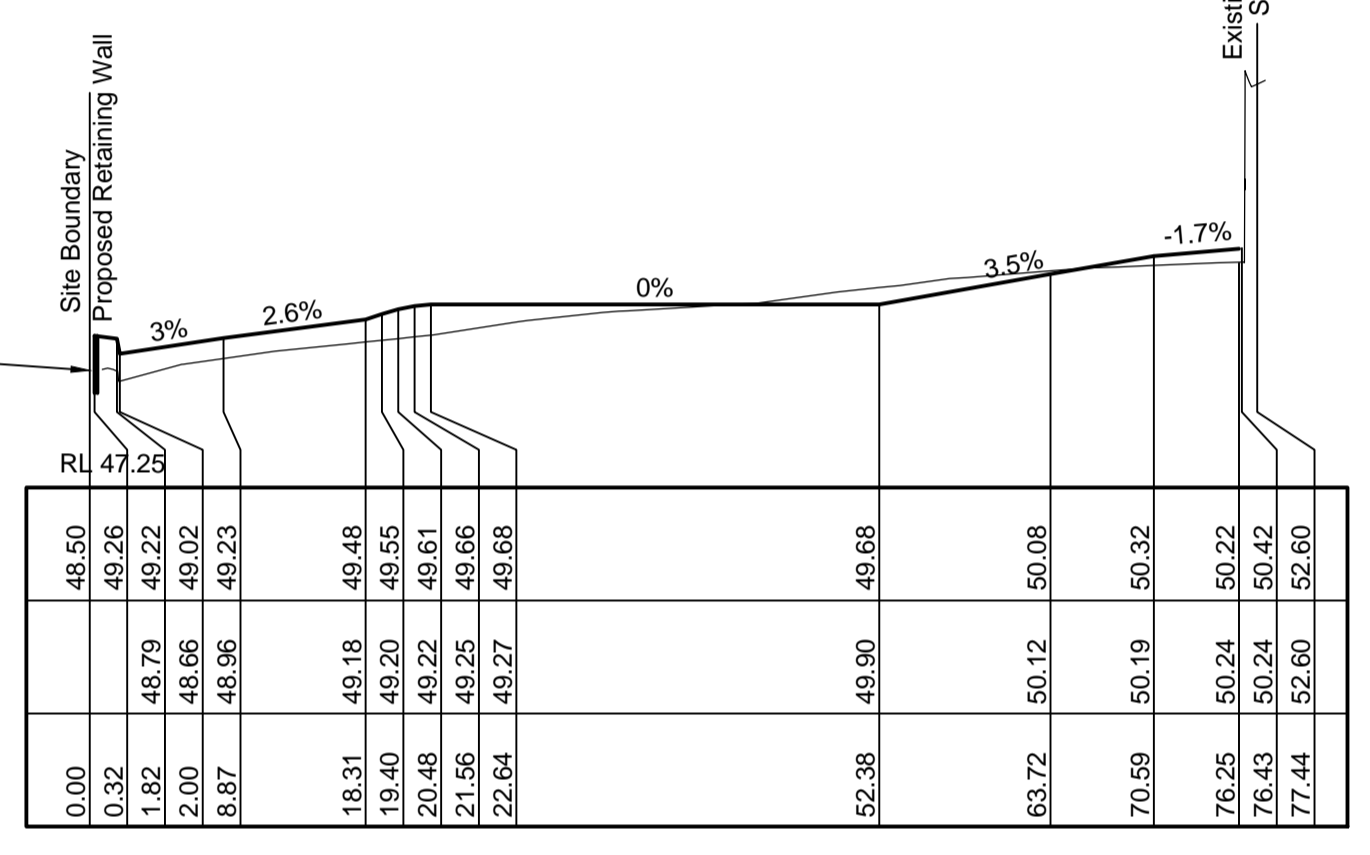 Existi
S
Site Boundary
Proposed Retaining Wall
3%
2.6%
0%
3.5%
-1.7%
RL 47.25
48.50 49.26 49.22 49.02 49.23 49.48 49.55 49.61 49.66 49.68 49.68 50.08 50.32 50.22 50.42 52.60
48.79 48.66 48.96 49.18 49.20 49.22 49.25 49.27 49.90 50.12 50.19 50.24 50.24 52.60
0.00 0.32 1.82 2.00 8.87 18.31 19.40 20.48 21.56 22.64 52.38 63.72 70.59 76.25 76.43 77.44